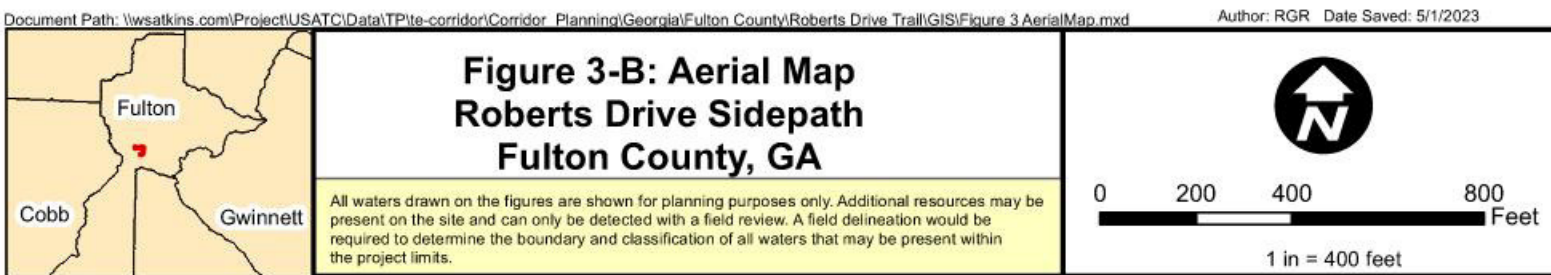 Document Path: \\wsatkins.com\Project\USATC\Data\TP\te-corridor\Corridor_Planning\Georgia\Fulton County\Roberts Drive Trail\GIS\Figure 3 AerialMap.mxd
Author: RGR Date Saved: 5/1/2023
Fulton
Cobb
Gwinnett
Figure 3-B: Aerial Map
Roberts Drive Sidepath
Fulton County, GA
All waters drawn on the figures are shown for planning purposes only. Additional resources may be
present on the site and can only be detected with a field review. A field delineation would be
required to determine the boundary and classification of all waters that may be present within
the project limits.
N
0 200 400 800
Feet
1 in = 400 feet